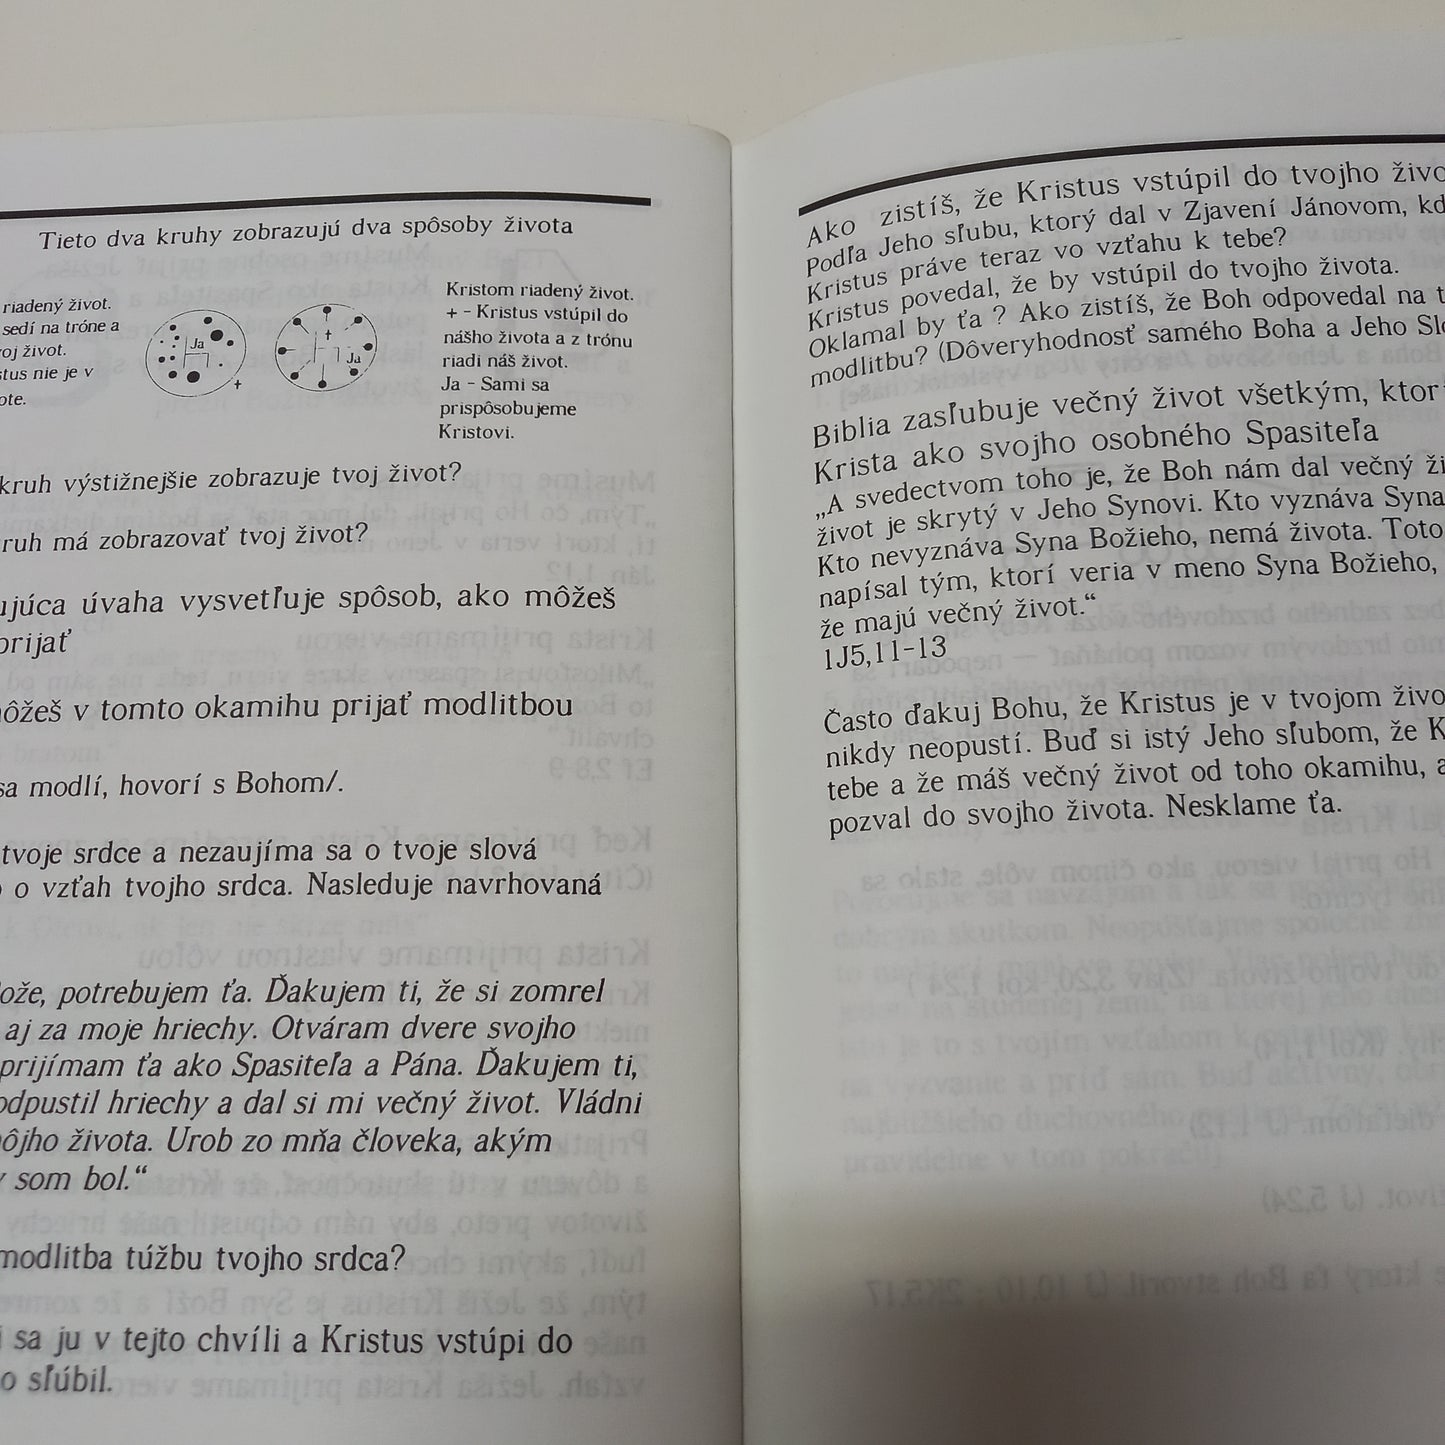 Tieto dva kruhy zobrazujú dva spôsoby života
riadený život.
sedí na tróne a
voj život.
stus nie je v
ote.
Ja
+
+
Ja
Kristom riadený život.
+ - Kristus vstúpil do
nášho života a z trónu
riadi náš život.
Ja - Sami sa
prispôsobujeme
Kristovi.
kruh výstižnejšie zobrazuje tvoj život?
ruh má zobrazovať tvoj život?
ujúca úvaha vysvetľuje spôsob, ako môžeš
prijať
ôžeš v tomto okamihu prijať modlitbou
sa modlí, hovorí s Bohom/.
tvoje srdce a nezaujíma sa o tvoje slová
o o vzťah tvojho srdca. Nasleduje navrhovaná
ože, potrebujem ťa. Ďakujem ti, že si zomrel
aj za moje hriechy. Otváram dvere svojho
prijímam ťa ako Spasiteľa a Pána. Ďakujem ti,
odpustil hriechy a dal si mi večný život. Vládni
ôjho života. Urob zo mňa človeka, akým
y som bol.“
modlitba túžbu tvojho srdca?
i sa ju v tejto chvíli a Kristus vstúpi do
o sľúbil.
Ako zistíš, že Kristus vstúpil do tvojho živo
Podľa Jeho sľubu, ktorý dal v Zjavení Jánovom, kd
Kristus práve teraz vo vzťahu k tebe?
Kristus povedal, že by vstúpil do tvojho života.
Oklamal by ťa ? Ako zistíš, že Boh odpovedal na t
modlitbu? (Dôveryhodnosť samého Boha a Jeho Slo
Biblia zasľubuje večný život všetkým, ktor
Krista ako svojho osobného Spasiteľa
„A svedectvom toho je, že Boh nám dal večný ži
život je skrytý v Jeho Synovi. Kto vyznáva Syna
Kto nevyznáva Syna Božieho, nemá života. Toto
napísal tým, ktorí veria v meno Syna Božieho,
že majú večný život.“
1J5,11-13
Často ďakuj Bohu, že Kristus je v tvojom živo
nikdy neopustí. Buď si istý Jeho sľubom, že K
tebe a že máš večný život od toho okamihu, a
pozval do svojho života. Nesklame ťa.